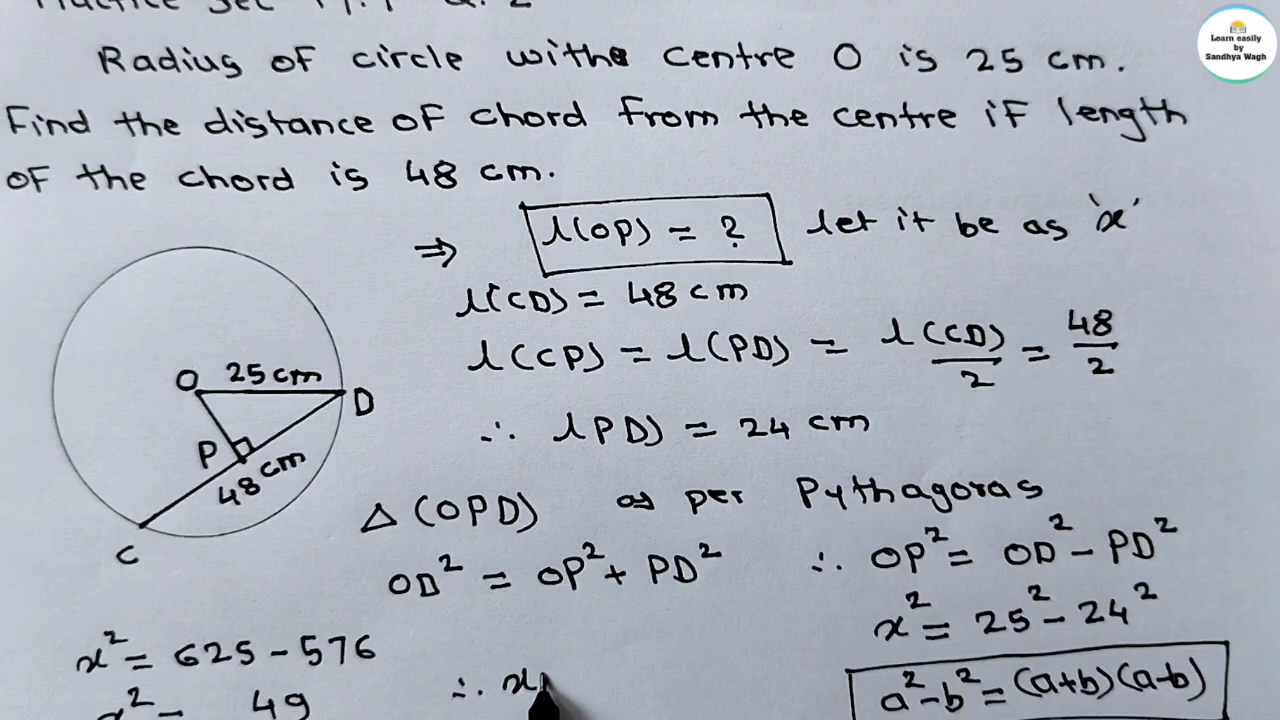 Radius of circle with centre O is 25 cm.
Find the distance of chord from the centre if length
of the chord is 48 cm.
⇒ l(OP) = ? let it be as 'x'
l(CD) = 48 cm
l(CP) = l(PD) = l(CD)/2 = 48/2
∴ l(PD) = 24 cm
O 25 cm D
P 48 cm
C
△(OPD) as per Pythagoras
OD² = OP² + PD² ∴ OP² = OD² - PD²
x² = 25² - 24²
x² = 625 - 576
a² - b² = (a+b)(a-b)
x² = 49 ∴ x
Learn easily
by
Sandhya Wagh